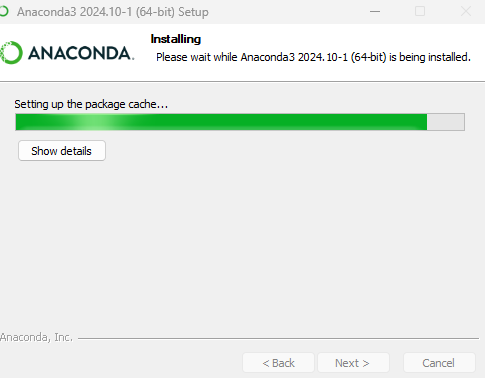 Anaconda3 2024.10-1 (64-bit) Setup
ANACONDA.
Installing
Please wait while Anaconda3 2024.10-1 (64-bit) is being installed.
Setting up the package cache...
Show details
Anaconda, Inc.
< Back
Next >
Cancel